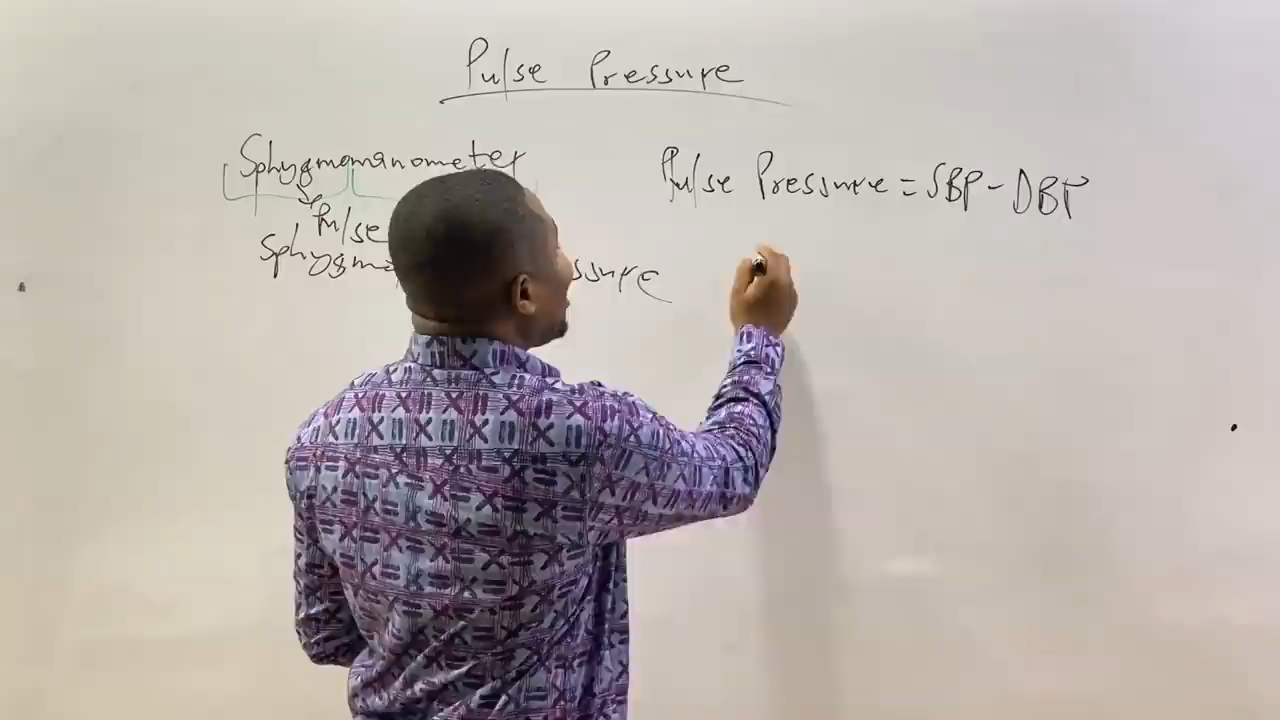 Pulse Pressure
Sphygmomanometer
Pulse
Pulse Pressure = SBP - DBP